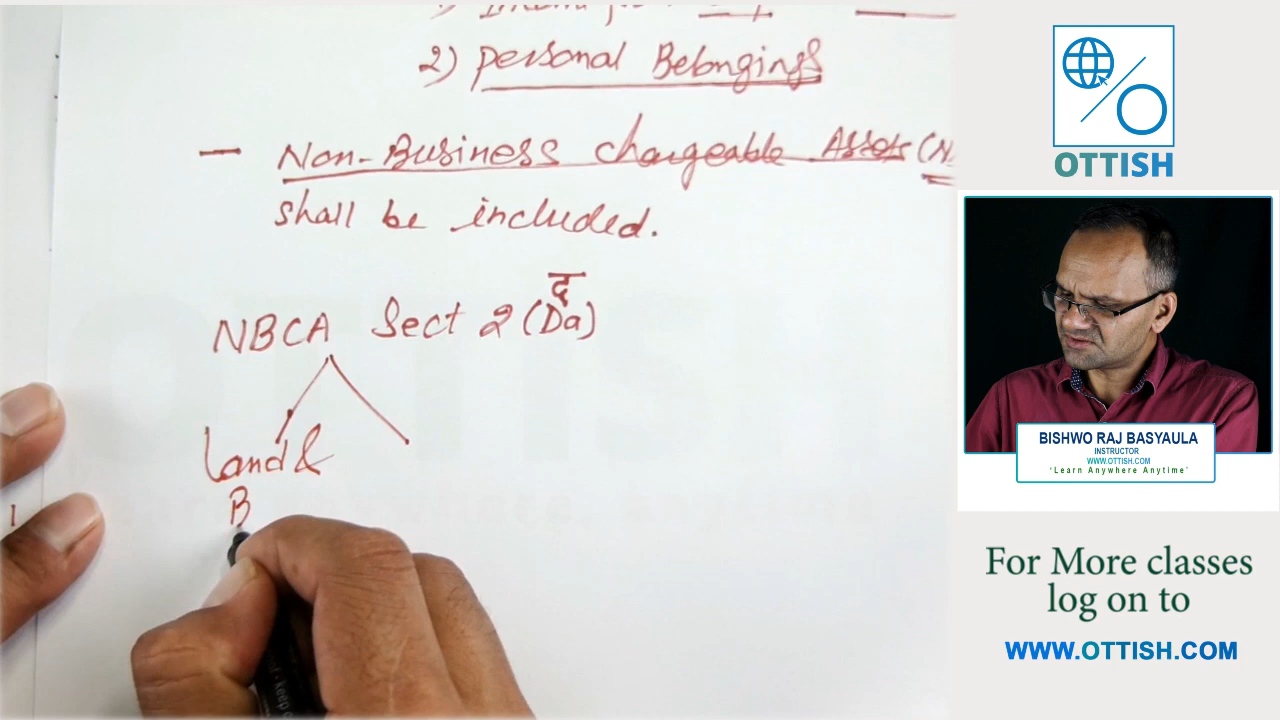 2) Personal Belongings
— Non-Business chargeable Assets (N
shall be included.
द
NBCA Sect 2 (Da)
Land &
B
OTTISH
BISHWO RAJ BASYAULA
INSTRUCTOR
WWW.OTTISH.COM
'Learn Anywhere Anytime'
For More classes
log on to
WWW.OTTISH.COM